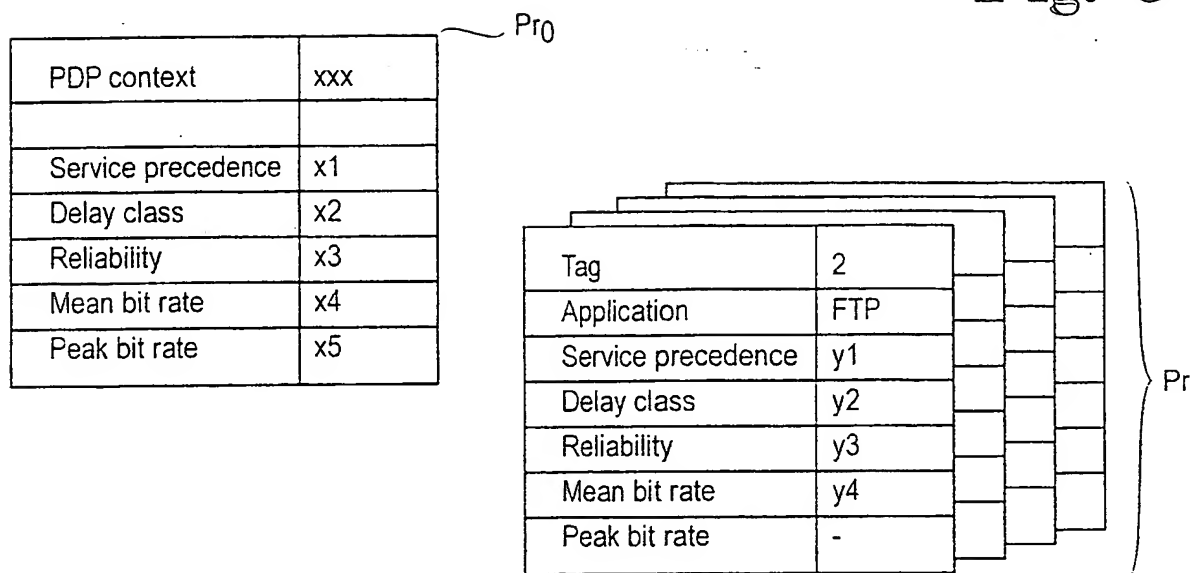 Pr0
PDP context xxx
Service precedence x1
Delay class x2
Reliability x3
Mean bit rate x4
Peak bit rate x5
Tag 2
Application FTP
Service precedence y1
Delay class y2
Reliability y3
Mean bit rate y4
Peak bit rate -
Pr